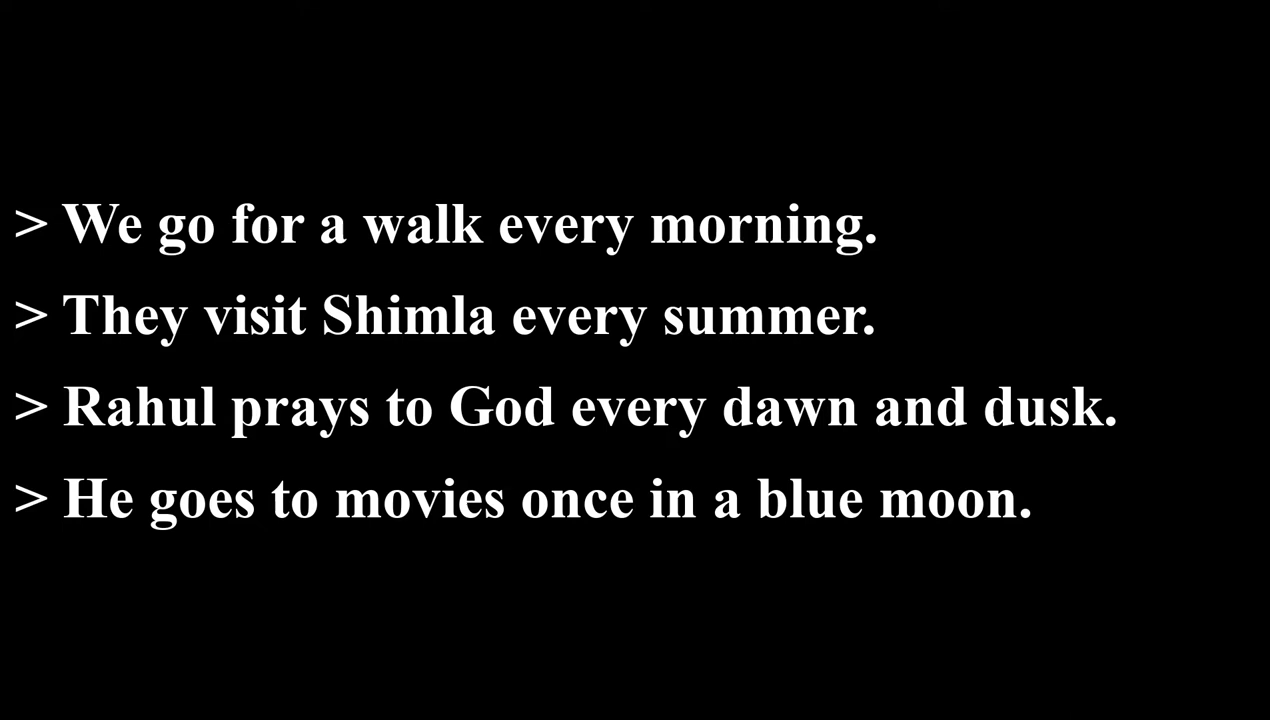 > We go for a walk every morning.
> They visit Shimla every summer.
> Rahul prays to God every dawn and dusk.
> He goes to movies once in a blue moon.